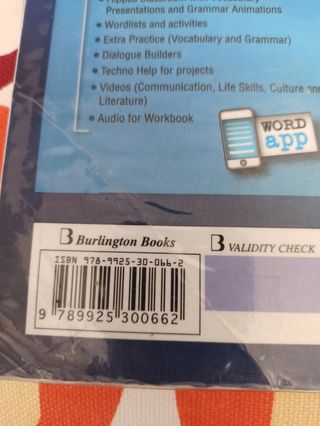 Presentations and Grammar Animations
• Wordlists and activities
• Extra Practice (Vocabulary and Grammar)
• Dialogue Builders
• Techno Help for projects
• Videos (Communication, Life Skills, Culture and
Literature)
• Audio for Workbook
WORD
app
B Burlington Books
B VALIDITY CHECK
ISBN 978-9925-30-066-2
9 789925 300662